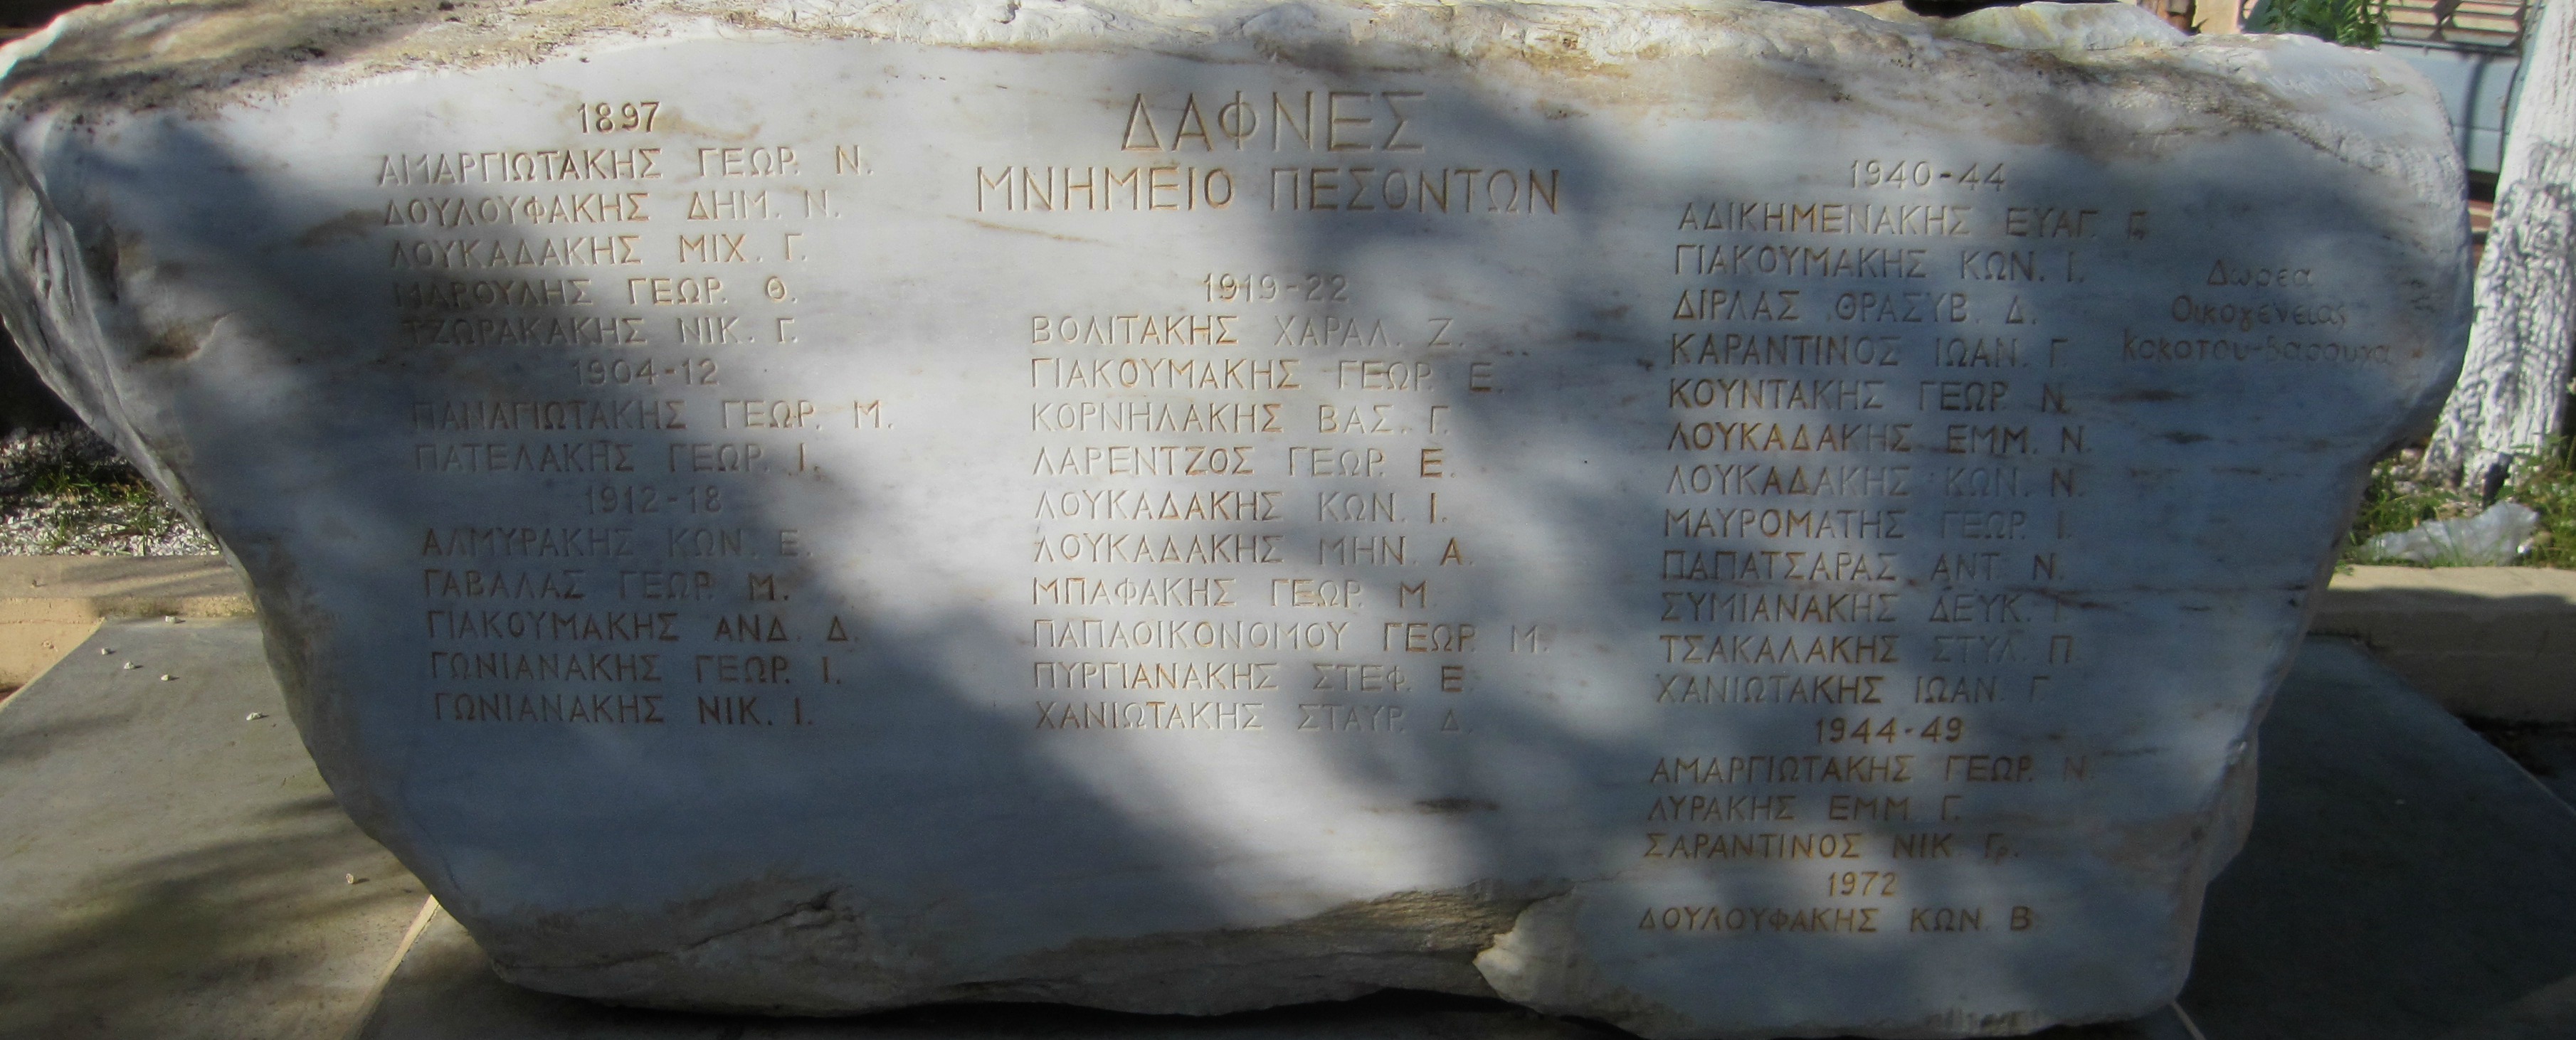 ΔΑΦΝΕΣ
ΜΝΗΜΕΙΟ ΠΕΣΟΝΤΩΝ
1897
ΑΜΑΡΓΙΩΤΑΚΗΣ ΓΕΩΡ. Ν.
ΔΟΥΛΟΥΦΑΚΗΣ ΔΗΜ. Ν.
ΛΟΥΚΑΔΑΚΗΣ ΜΙΧ. Γ.
ΜΑΡΟΥΛΗΣ ΓΕΩΡ. Θ.
ΤΖΩΡΑΚΑΚΗΣ ΝΙΚ. Γ.
1904-12
ΠΑΝΑΓΙΩΤΑΚΗΣ ΓΕΩΡ. Μ.
ΠΑΤΕΛΑΚΗΣ ΓΕΩΡ. Ι.
1912-18
ΑΛΜΥΡΑΚΗΣ ΚΩΝ. Ε.
ΓΑΒΑΛΑΣ ΓΕΩΡ. Μ.
ΓΙΑΚΟΥΜΑΚΗΣ ΑΝΔ. Δ.
ΓΩΝΙΑΝΑΚΗΣ ΓΕΩΡ. Ι.
ΓΩΝΙΑΝΑΚΗΣ ΝΙΚ. Ι.
1919-22
ΒΟΛΙΤΑΚΗΣ ΧΑΡΑΛ. Ζ.
ΓΙΑΚΟΥΜΑΚΗΣ ΓΕΩΡ. Ε.
ΚΟΡΝΗΛΑΚΗΣ ΒΑΣ. Γ.
ΛΑΡΕΝΤΖΟΣ ΓΕΩΡ. Ε.
ΛΟΥΚΑΔΑΚΗΣ ΚΩΝ. Ι.
ΛΟΥΚΑΔΑΚΗΣ ΜΗΝ. Α.
ΜΠΑΦΑΚΗΣ ΓΕΩΡ. Μ.
ΠΑΠΑΟΙΚΟΝΟΜΟΥ ΓΕΩΡ. Μ.
ΠΥΡΓΙΑΝΑΚΗΣ ΣΤΕΦ. Ε.
ΧΑΝΙΩΤΑΚΗΣ ΣΤΑΥΡ. Δ.
1940-44
ΑΔΙΚΗΜΕΝΑΚΗΣ ΕΥΑΓ. Γ.
ΓΙΑΚΟΥΜΑΚΗΣ ΚΩΝ. Ι.
ΔΙΡΛΑΣ ΘΡΑΣΥΒ. Δ.
ΚΑΡΑΝΤΙΝΟΣ ΙΩΑΝ. Γ.
ΚΟΥΝΤΑΚΗΣ ΓΕΩΡ. Ν.
ΛΟΥΚΑΔΑΚΗΣ ΕΜΜ. Ν.
ΛΟΥΚΑΔΑΚΗΣ ΚΩΝ. Ν.
ΜΑΥΡΟΜΑΤΗΣ ΓΕΩΡ. Ι.
ΠΑΠΑΤΣΑΡΑΣ ΑΝΤ. Ν.
ΣΥΜΙΑΝΑΚΗΣ ΔΕΥΚ.
ΤΣΑΚΑΛΑΚΗΣ ΣΤΥΛ. Π.
ΧΑΝΙΩΤΑΚΗΣ ΙΩΑΝ. Γ.
1944-49
ΑΜΑΡΓΙΩΤΑΚΗΣ ΓΕΩΡ. Ν.
ΛΥΡΑΚΗΣ ΕΜΜ. Γ.
ΣΑΡΑΝΤΙΝΟΣ ΝΙΚ. Γρ.
1972
ΔΟΥΛΟΥΦΑΚΗΣ ΚΩΝ. Β.
Δωρεα
Οικογενειας
Κοκοτου-Βασουχα